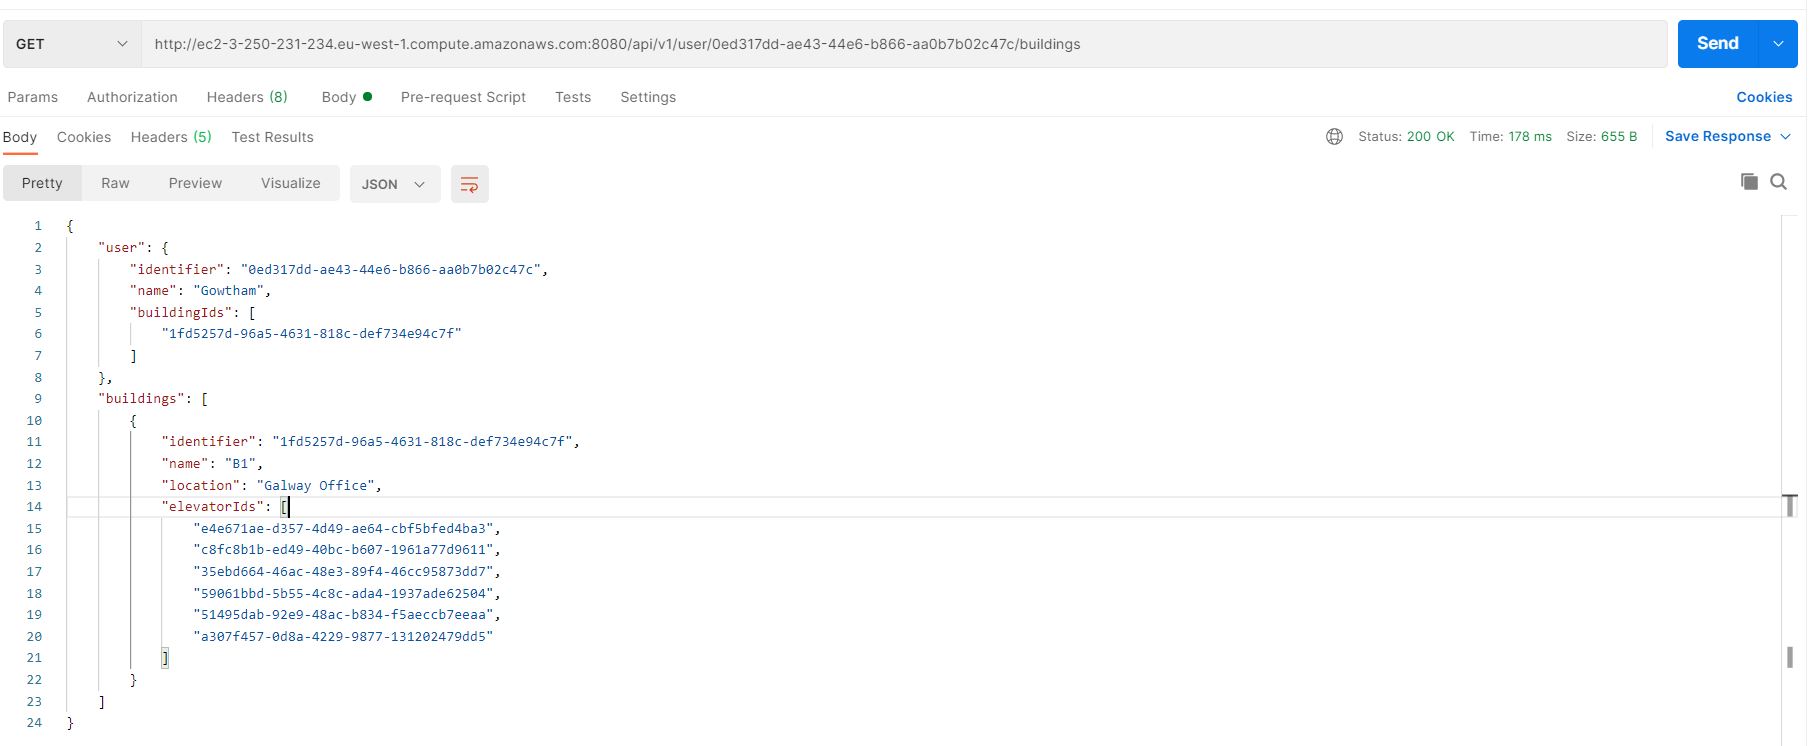 GET http://ec2-3-250-231-234.eu-west-1.compute.amazonaws.com:8080/api/v1/user/0ed317dd-ae43-44e6-b866-aa0b7b02c47c/buildings Send
Params Authorization Headers (8) Body Pre-request Script Tests Settings Cookies
Body Cookies Headers (5) Test Results Status: 200 OK Time: 178 ms Size: 655 B Save Response
Pretty Raw Preview Visualize JSON
1 {
2 "user": {
3 "identifier": "0ed317dd-ae43-44e6-b866-aa0b7b02c47c",
4 "name": "Gowtham",
5 "buildingIds": [
6 "1fd5257d-96a5-4631-818c-def734e94c7f"
7 ]
8 },
9 "buildings": [
10 {
11 "identifier": "1fd5257d-96a5-4631-818c-def734e94c7f",
12 "name": "B1",
13 "location": "Galway Office",
14 "elevatorIds": [
15 "e4e671ae-d357-4d49-ae64-cbf5bfed4ba3",
16 "c8fc8b1b-ed49-40bc-b607-1961a77d9611",
17 "35ebd664-46ac-48e3-89f4-46cc95873dd7",
18 "59061bbd-5b55-4c8c-ada4-1937ade62504",
19 "51495dab-92e9-48ac-b834-f5aeccb7eeaa",
20 "a307f457-0d8a-4229-9877-131202479dd5"
21 ]
22 }
23 ]
24 }